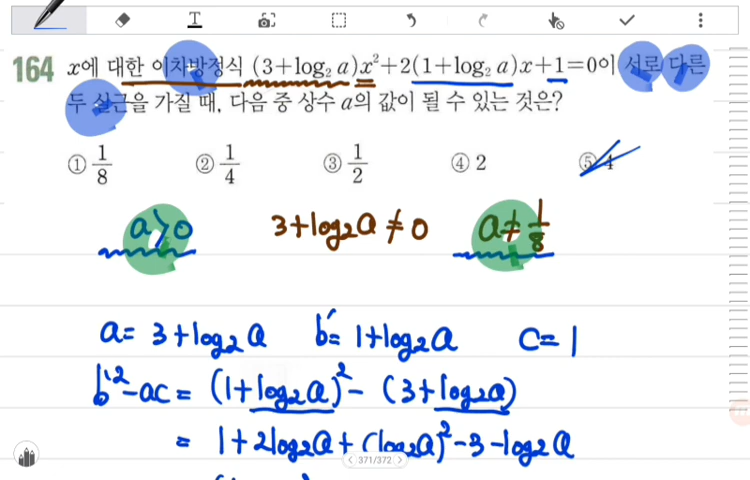 T
164 x에 대한 이차방정식 (3+log₂ a)x²+2(1+log₂ a)x+1=0이 서로 다른
두 실근을 가질 때, 다음 중 상수 a의 값이 될 수 있는 것은?
① 1/8 ② 1/4 ③ 1/2 ④ 2 ⑤ 4
a>0 3+log₂a≠0 a≠1/8
a= 3+log₂a b'= 1+log₂a c=1
b'²-ac = (1+log₂a)²-(3+log₂a)
= 1+2log₂a+(log₂a)²-3-log₂a
371/372